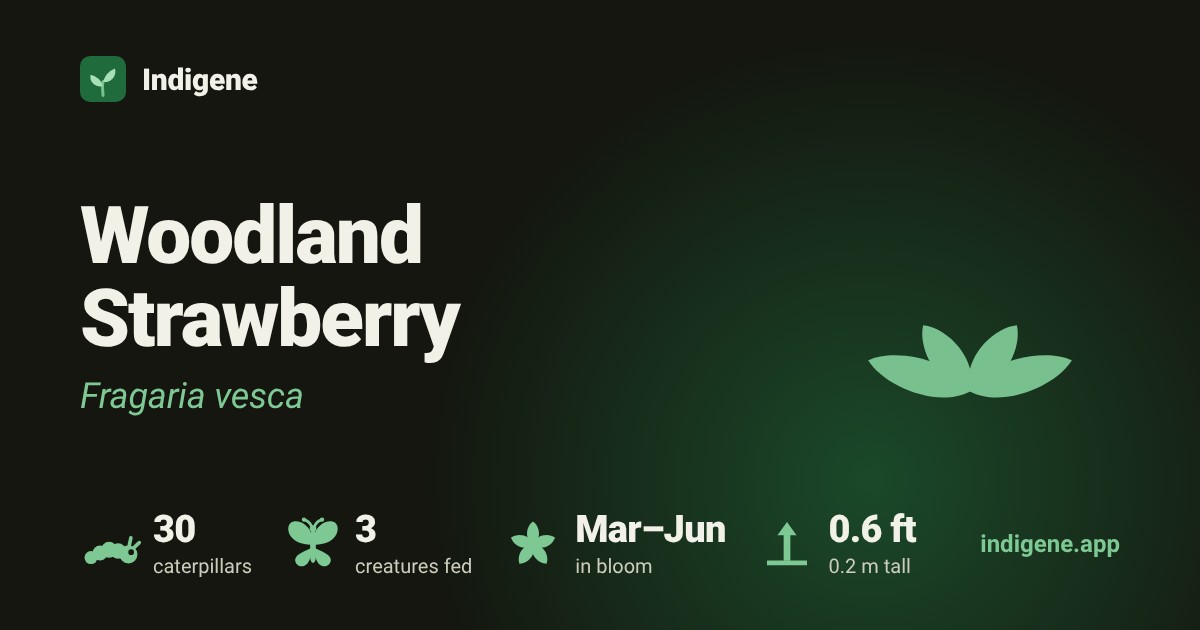 Indigene
Woodland
Strawberry
Fragaria vesca
30
caterpillars
3
creatures fed
Mar–Jun
in bloom
0.6 ft
0.2 m tall
indigene.app